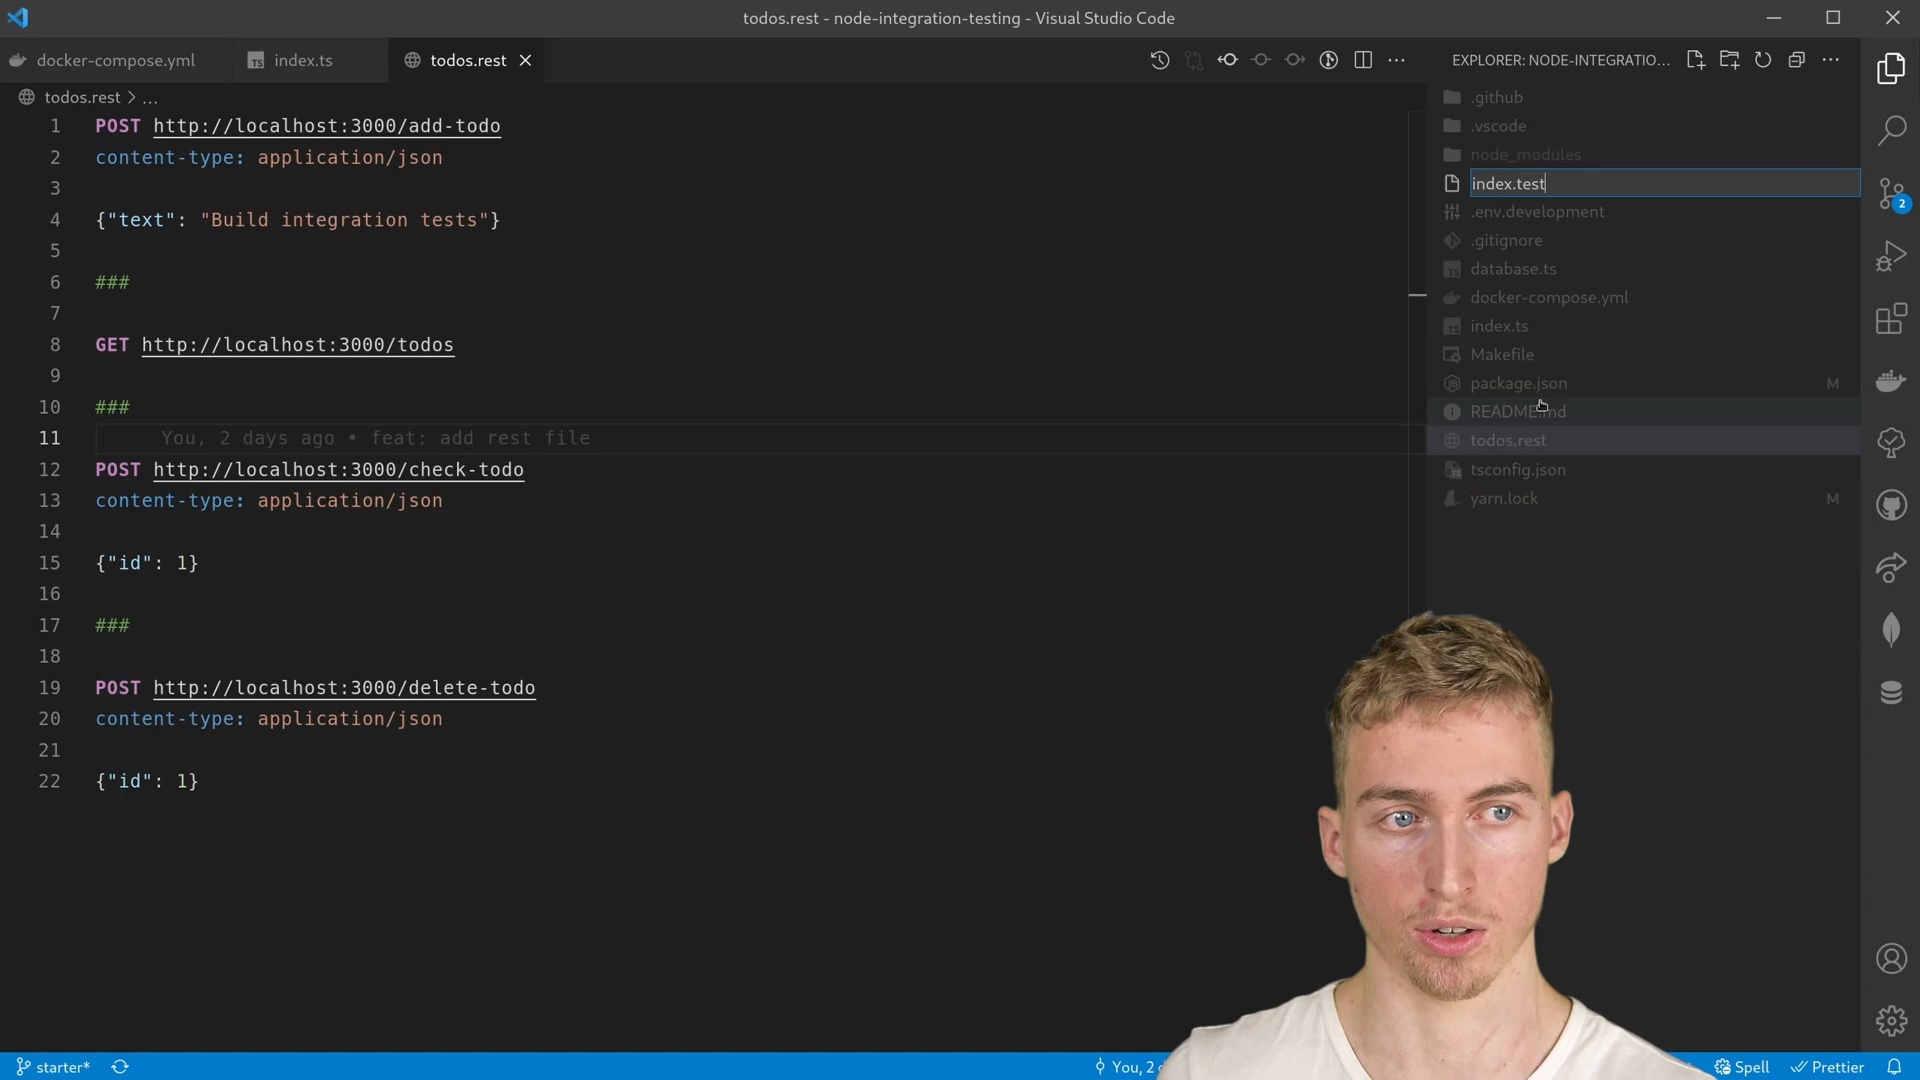 todos.rest - node-integration-testing - Visual Studio Code
docker-compose.yml
index.ts
todos.rest
EXPLORER: NODE-INTEGRATIO...
todos.rest > ...
1 POST http://localhost:3000/add-todo
2 content-type: application/json
3
4 {"text": "Build integration tests"}
5
6 ###
7
8 GET http://localhost:3000/todos
9
10 ###
11 You, 2 days ago • feat: add rest file
12 POST http://localhost:3000/check-todo
13 content-type: application/json
14
15 {"id": 1}
16
17 ###
18
19 POST http://localhost:3000/delete-todo
20 content-type: application/json
21
22 {"id": 1}
.github
.vscode
node_modules
index.test
.env.development
.gitignore
database.ts
docker-compose.yml
index.ts
Makefile
package.json M
README.md
todos.rest
tsconfig.json
yarn.lock M
2
starter*
You, 2
Spell
Prettier